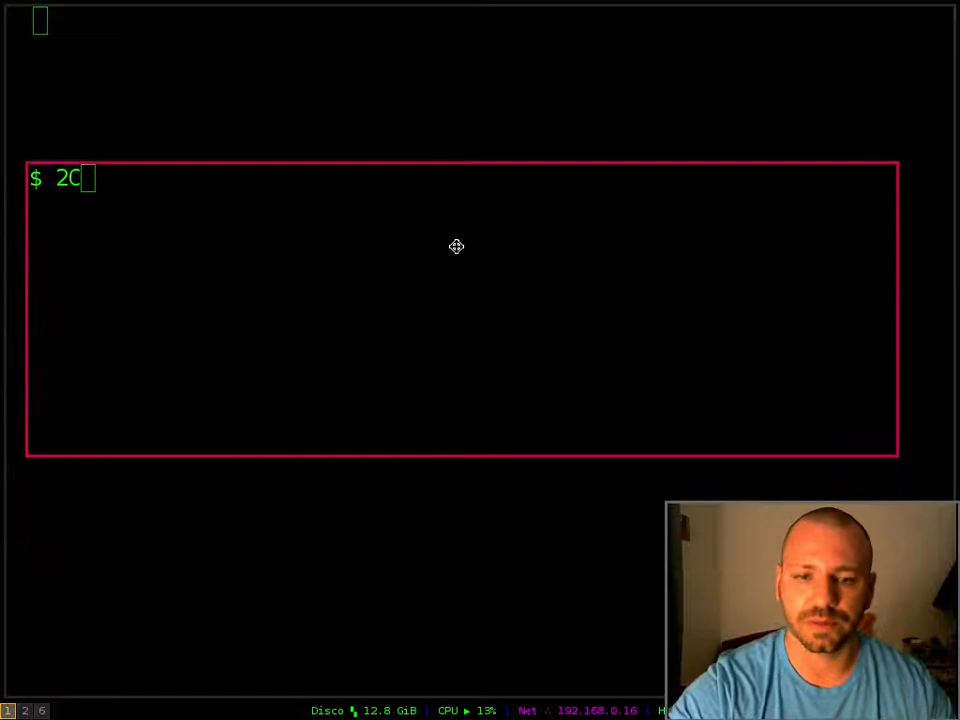 $ 2C
1 2 6 Disco ▚ 12.8 GiB | CPU ▶ 13% | Net ∴ 192.168.0.16 | H